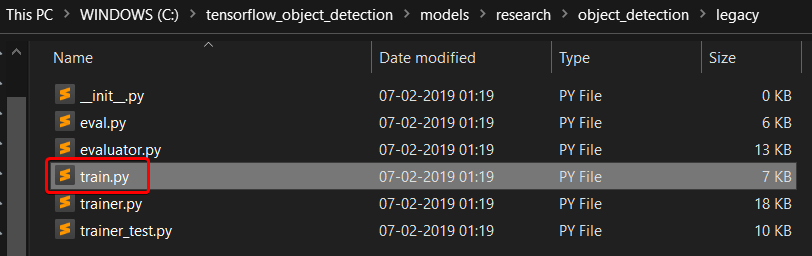 This PC > WINDOWS (C:) > tensorflow_object_detection > models > research > object_detection > legacy
Name Date modified Type Size
__init__.py 07-02-2019 01:19 PY File 0 KB
eval.py 07-02-2019 01:19 PY File 6 KB
evaluator.py 07-02-2019 01:19 PY File 13 KB
train.py 07-02-2019 01:19 PY File 7 KB
trainer.py 07-02-2019 01:19 PY File 18 KB
trainer_test.py 07-02-2019 01:19 PY File 10 KB